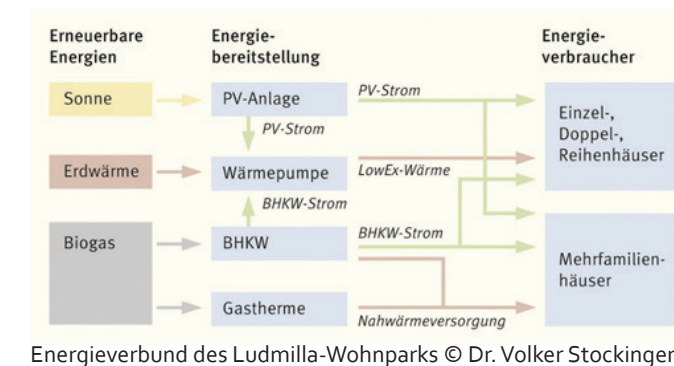 Erneuerbare
Energien
Energie-
bereitstellung
Energie-
verbraucher
Sonne
PV-Anlage
PV-Strom
PV-Strom
Einzel-,
Doppel-,
Reihenhäuser
Erdwärme
Wärmepumpe
LowEx-Wärme
BHKW-Strom
Biogas
BHKW
BHKW-Strom
Mehrfamilien-
häuser
Gastherme
Nahwärmeversorgung
Energieverbund des Ludmilla-Wohnparks © Dr. Volker Stockinger